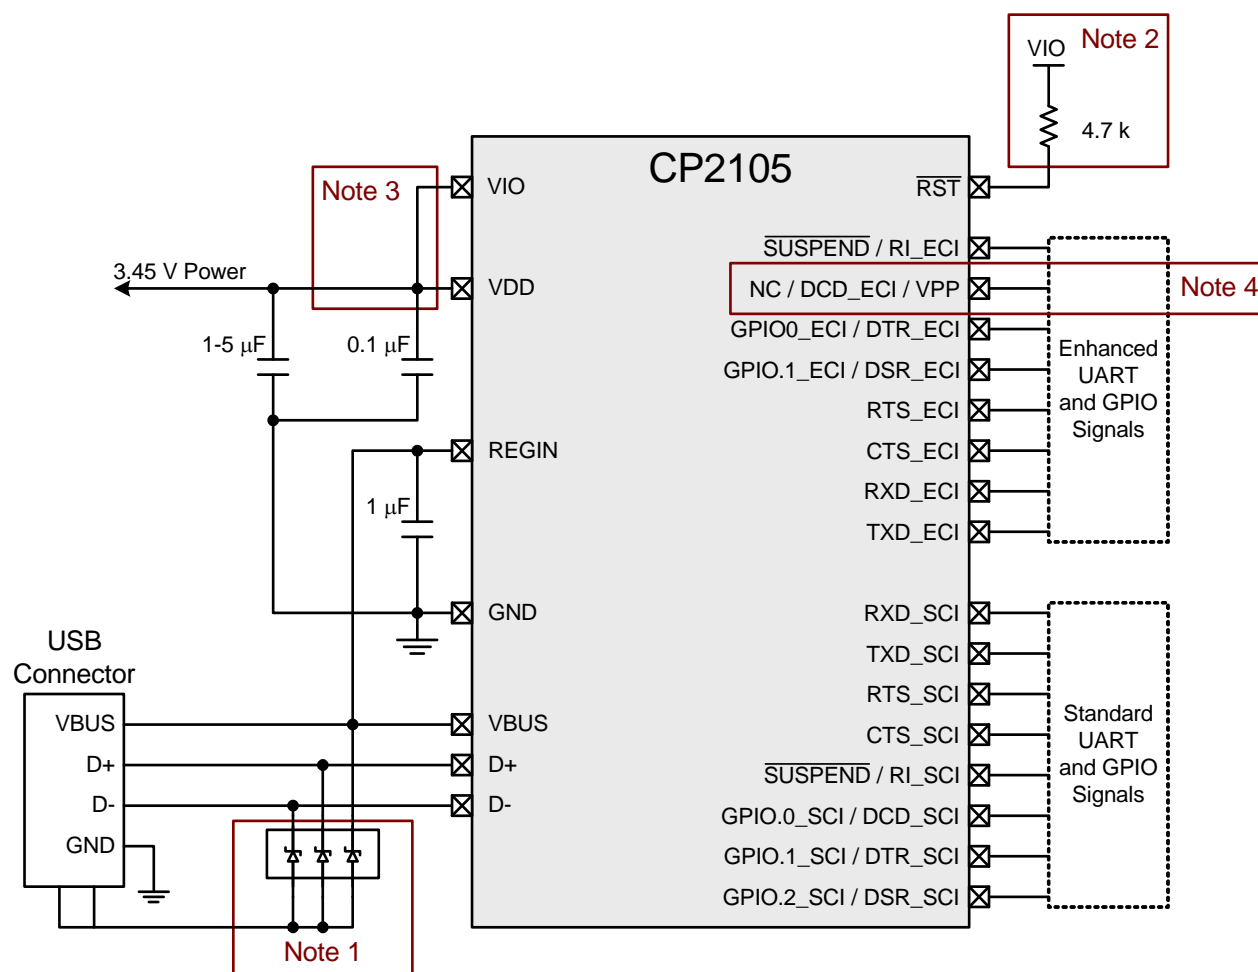 Note 2
VIO
4.7 k
CP2105
Note 3
VIO
RST
SUSPEND / RI_ECI
3.45 V Power
VDD
NC / DCD_ECI / VPP
Note 4
GPIO0_ECI / DTR_ECI
1-5 μF
0.1 μF
GPIO.1_ECI / DSR_ECI
Enhanced
UART
and GPIO
Signals
RTS_ECI
REGIN
CTS_ECI
1 μF
RXD_ECI
TXD_ECI
GND
RXD_SCI
USB
Connector
TXD_SCI
RTS_SCI
VBUS
VBUS
CTS_SCI
Standard
UART
and GPIO
Signals
D+
D+
SUSPEND / RI_SCI
D-
D-
GPIO.0_SCI / DCD_SCI
GND
GPIO.1_SCI / DTR_SCI
GPIO.2_SCI / DSR_SCI
Note 1